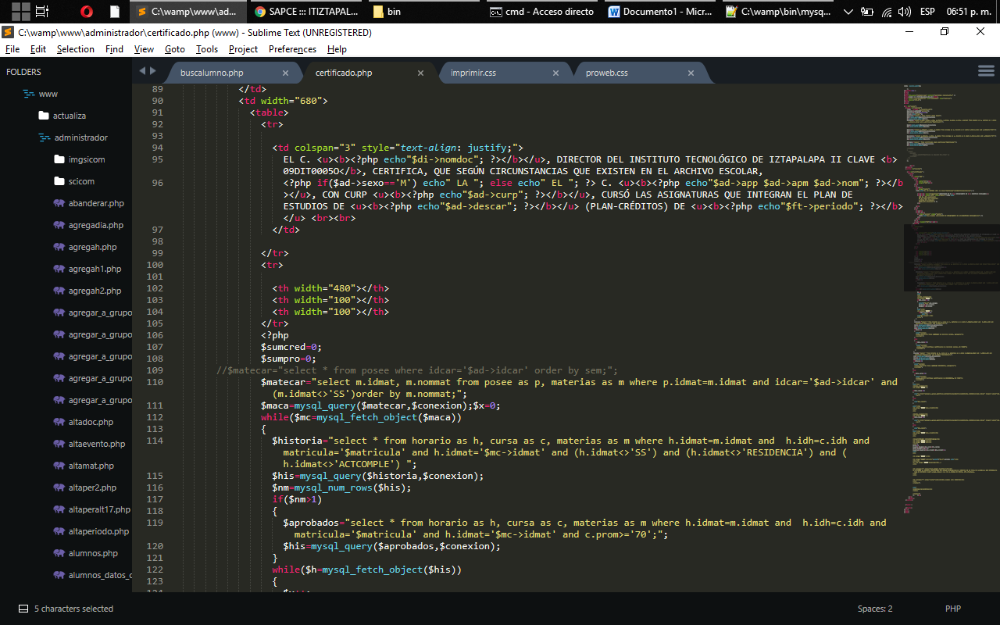 C:\wamp\www\ad...
SAPCE ::: ITIZTAPAL...
bin
cmd - Acceso directo
Documento1 - Micr...
C:\wamp\bin\mysq...
ESP
06:51 p. m.
C:\wamp\www\administrador\certificado.php (www) - Sublime Text (UNREGISTERED)
File Edit Selection Find View Goto Tools Project Preferences Help
FOLDERS
www
actualiza
administrador
imgsicom
scicom
abanderar.php
agregadia.php
agregah.php
agregah1.php
agregah2.php
agregar_a_grupo
agregar_a_grupo
agregar_a_grupo
agregar_a_grupo
agregar_a_grupo
altadoc.php
altaevento.php
altamat.php
altaper2.php
altaperalt17.php
altaperiodo.php
alumnos.php
alumnos_datos_c
buscalumno.php
certificado.php
imprimir.css
proweb.css
89 </td>
90 <td width="680">
91 <table>
92 <tr>
93
94 <td colspan="3" style="text-align: justify;">
95 EL C. <u><b><?php echo"$di->nomdoc"; ?></b></u>, DIRECTOR DEL INSTITUTO TECNOLÓGICO DE IZTAPALAPA II CLAVE <b>
09DIT0005O</b>, CERTIFICA, QUE SEGÚN CIRCUNSTANCIAS QUE EXISTEN EN EL ARCHIVO ESCOLAR,
96 <?php if($ad->sexo=='M') echo" LA "; else echo" EL "; ?> C. <u><b><?php echo"$ad->app $ad->apm $ad->nom"; ?></b
></u>, CON CURP <u><b><?php echo"$ad->curp"; ?></b></u>, CURSÓ LAS ASIGNATURAS QUE INTEGRAN EL PLAN DE
ESTUDIOS DE <u><b><?php echo"$ad->descar"; ?></b></u> (PLAN-CRÉDITOS) DE <u><b><?php echo"$ft->periodo"; ?></b>
</u> <br><br>
97 </td>
98
99 </tr>
100 <tr>
101
102 <th width="480"></th>
103 <th width="100"></th>
104 <th width="100"></th>
105 </tr>
106 <?php
107 $sumcred=0;
108 $sumpro=0;
109 //$matecar="select * from posee where idcar='$ad->idcar' order by sem;";
110 $matecar="select m.idmat, m.nommat from posee as p, materias as m where p.idmat=m.idmat and idcar='$ad->idcar' and
(m.idmat<>'SS')order by m.nommat;";
111 $maca=mysql_query($matecar,$conexion);$x=0;
112 while($mc=mysql_fetch_object($maca))
113 {
114 $historia="select * from horario as h, cursa as c, materias as m where h.idmat=m.idmat and  h.idh=c.idh and
matricula='$matricula' and h.idmat='$mc->idmat' and (h.idmat<>'SS') and (h.idmat<>'RESIDENCIA') and (
h.idmat<>'ACTCOMPLE') ";
115 $his=mysql_query($historia,$conexion);
116 $nm=mysql_num_rows($his);
117 if($nm>1)
118 {
119 $aprobados="select * from horario as h, cursa as c, materias as m where h.idmat=m.idmat and  h.idh=c.idh and
matricula='$matricula' and h.idmat='$mc->idmat' and c.prom>='70';";
120 $his=mysql_query($aprobados,$conexion);
121 }
122 while($h=mysql_fetch_object($his))
123 {
5 characters selected
Spaces: 2
PHP